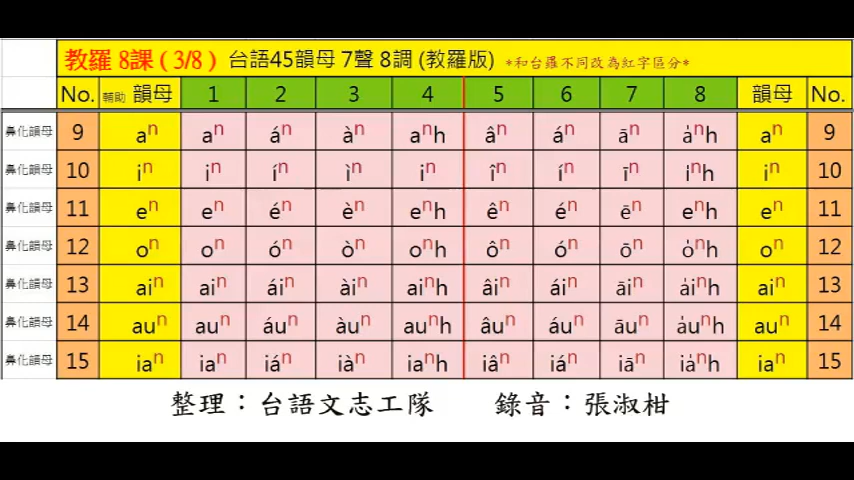 教羅 8課 ( 3/8 ) 台語45韻母 7聲 8調 (教羅版) *和台羅不同改為紅字區分*
No. 輔助 韻母 1 2 3 4 5 6 7 8 韻母 No.
鼻化韻母 9 aⁿ aⁿ áⁿ àⁿ aⁿh âⁿ áⁿ āⁿ a̍ⁿh aⁿ 9
鼻化韻母 10 iⁿ iⁿ íⁿ ìⁿ iⁿ îⁿ íⁿ īⁿ i̍ⁿh iⁿ 10
鼻化韻母 11 eⁿ eⁿ éⁿ èⁿ eⁿh êⁿ éⁿ ēⁿ eⁿh eⁿ 11
鼻化韻母 12 oⁿ oⁿ óⁿ òⁿ oⁿh ôⁿ óⁿ ōⁿ o̍ⁿh oⁿ 12
鼻化韻母 13 aiⁿ aiⁿ áiⁿ àiⁿ aiⁿh âiⁿ áiⁿ āiⁿ a̍iⁿh aiⁿ 13
鼻化韻母 14 auⁿ auⁿ áuⁿ àuⁿ auⁿh âuⁿ áuⁿ āuⁿ a̍uⁿh auⁿ 14
鼻化韻母 15 iaⁿ iaⁿ iáⁿ iàⁿ iaⁿh iâⁿ iáⁿ iāⁿ ia̍ⁿh iaⁿ 15
整理：台語文志工隊 錄音：張淑柑